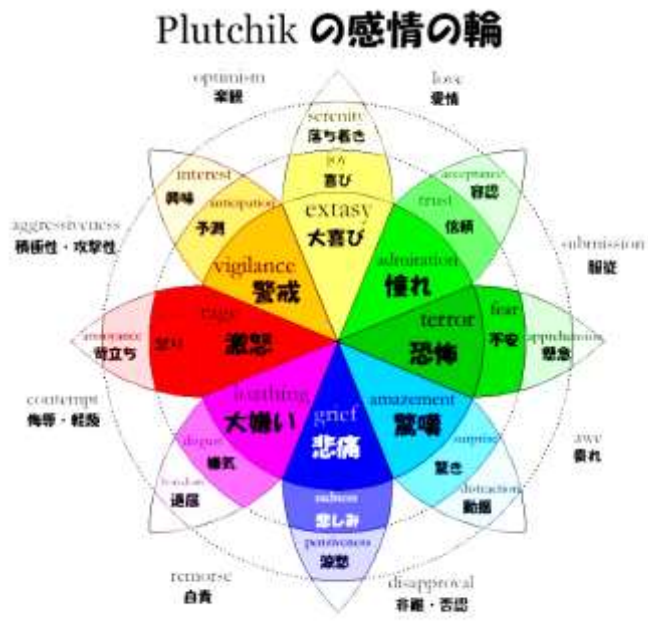 Plutchik の感情の輪
optimism
楽観
love
愛情
serenity
落ち着き
joy
喜び
extasy
大喜び
interest
興味
anticipation
予測
vigilance
警戒
acceptance
容認
trust
信頼
admiration
憧れ
aggressiveness
積極性・攻撃性
submission
服従
annoyance
苛立ち
怒り
rage
激怒
terror
恐怖
fear
不安
apprehension
懸念
contempt
侮辱・軽蔑
loathing
大嫌い
disgust
嫌気
boredom
退屈
grief
悲痛
sadness
悲しみ
pensiveness
amazement
驚嘆
surprise
驚き
distraction
動揺
awe
畏れ
remorse
自責
disapproval
非難・否認